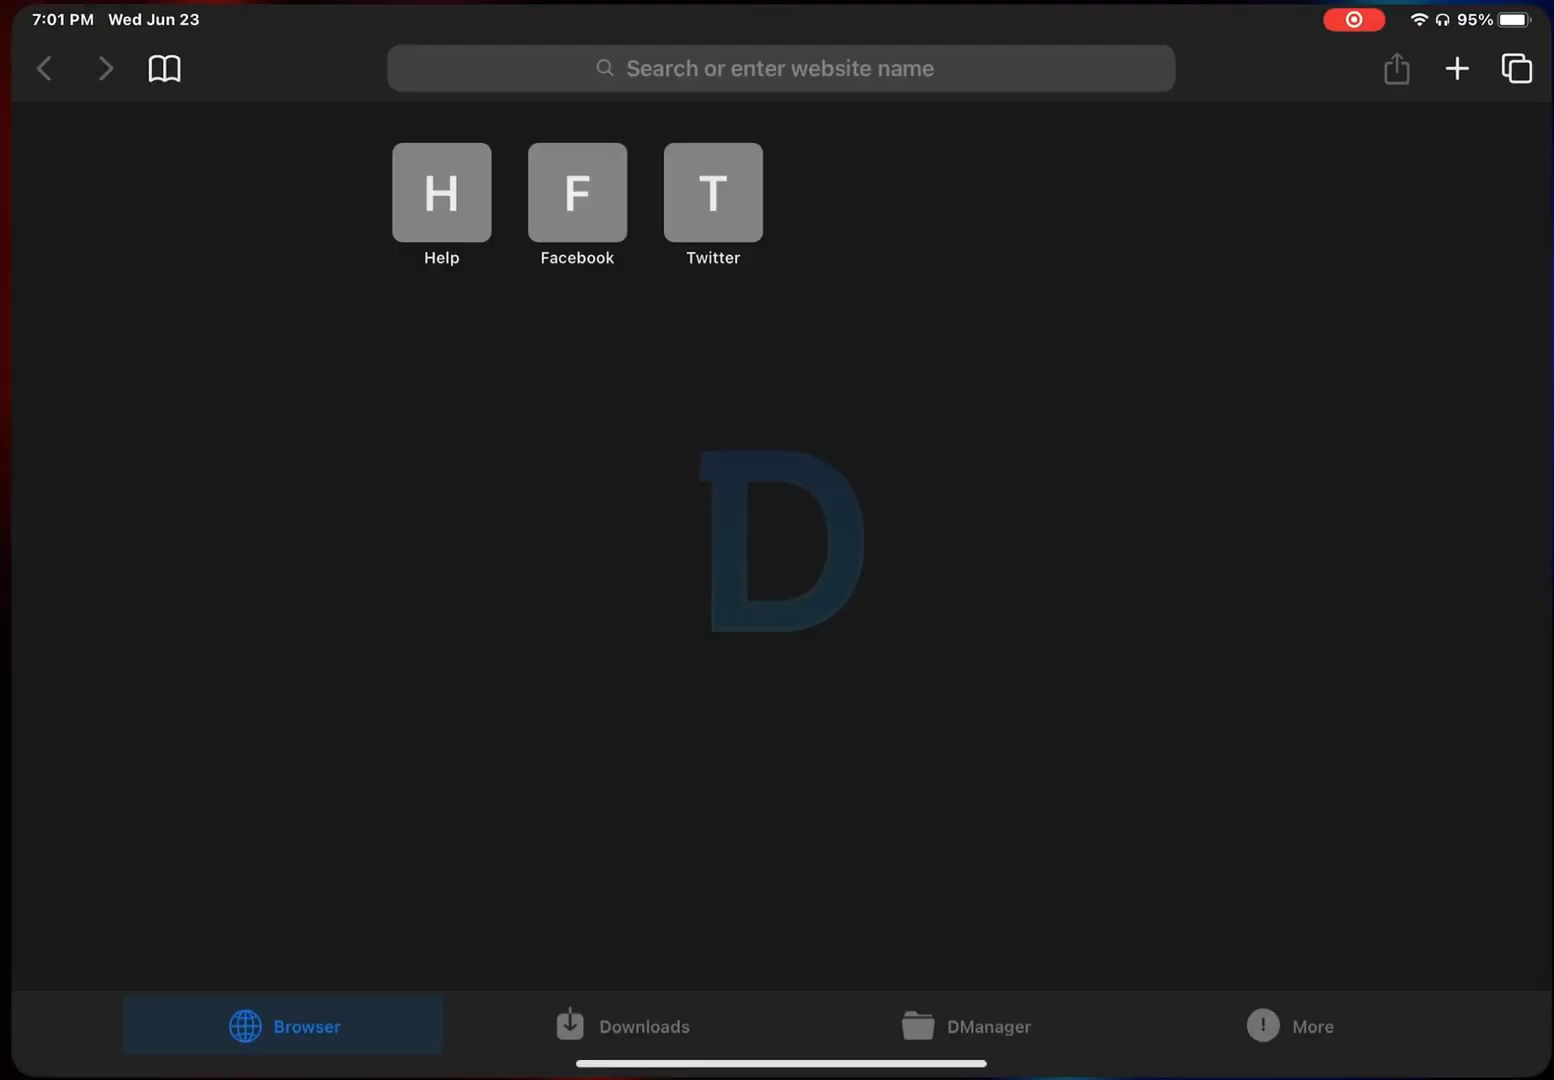 7:01 PM Wed Jun 23
95%
Search or enter website name
H F T
Help Facebook Twitter
D
Browser Downloads DManager ! More